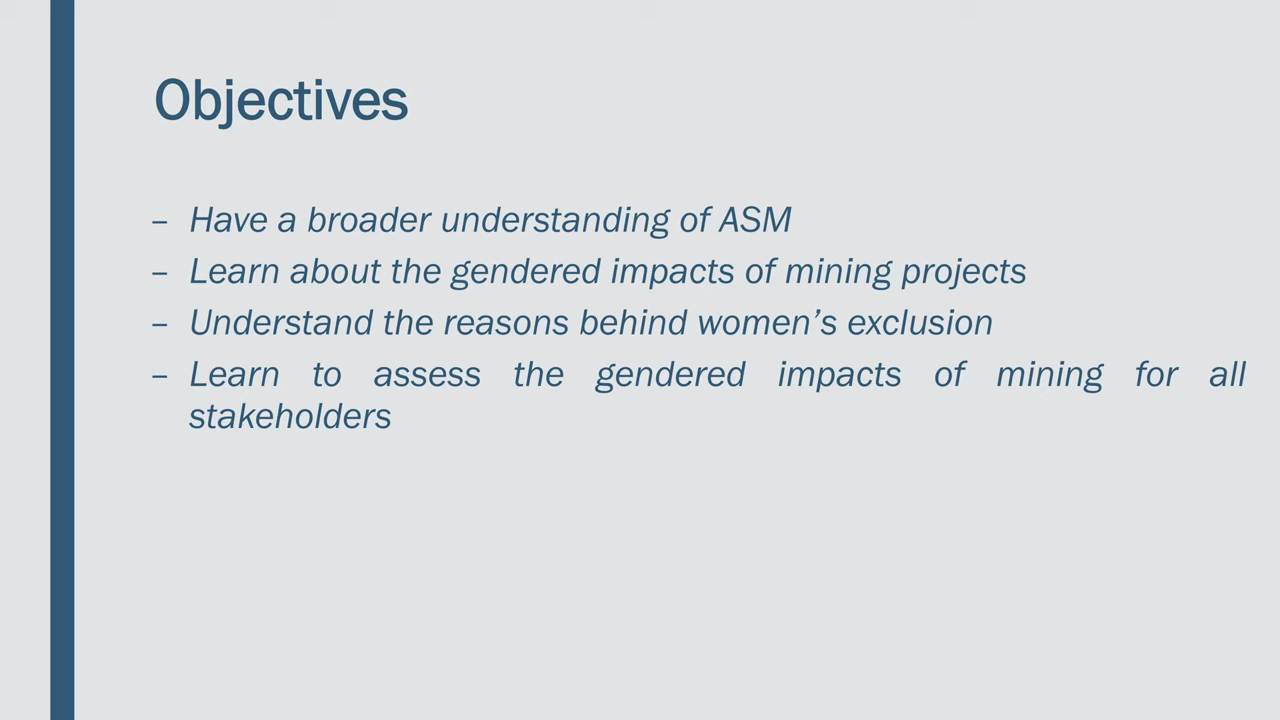 Objectives
– Have a broader understanding of ASM
– Learn about the gendered impacts of mining projects
– Understand the reasons behind women’s exclusion
– Learn to assess the gendered impacts of mining for all
stakeholders